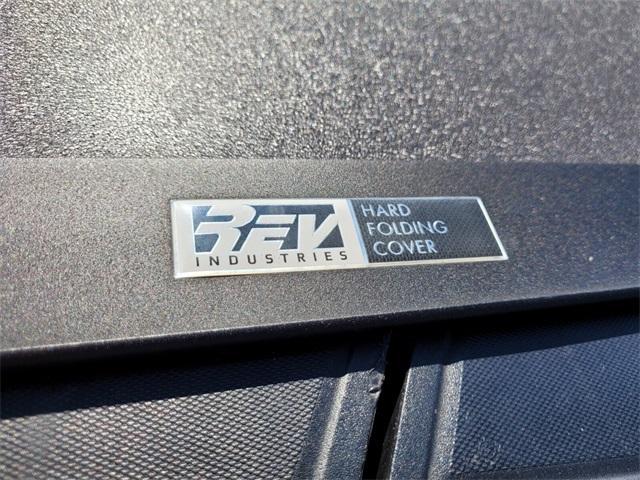 REV
INDUSTRIES
HARD
FOLDING
COVER